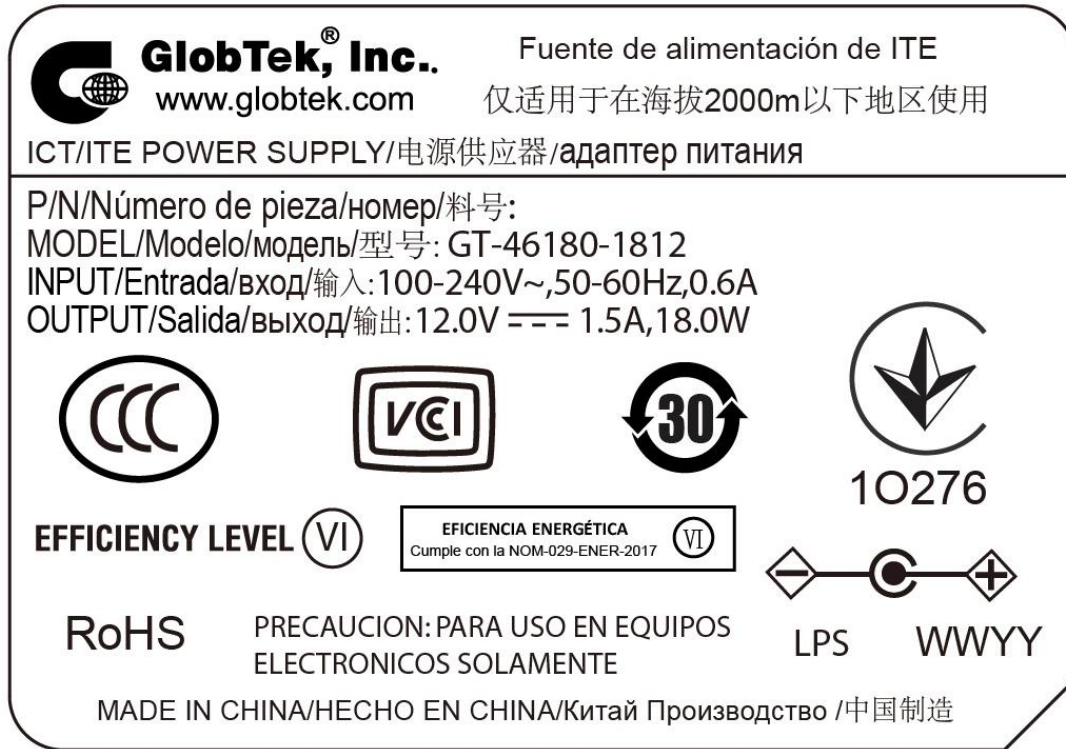 GlobTek,® Inc..
www.globtek.com
Fuente de alimentación de ITE
仅适用于在海拔2000m以下地区使用
ICT/ITE POWER SUPPLY/电源供应器/адаптер питания
P/N/Número de pieza/номер/料号:
MODEL/Modelo/модель/型号: GT-46180-1812
INPUT/Entrada/вход/输入:100-240V~,50-60Hz,0.6A
OUTPUT/Salida/выход/输出:12.0V 1.5A,18.0W
CCC
VCCI
30
1O276
EFFICIENCY LEVEL VI
EFICIENCIA ENERGÉTICA
Cumple con la NOM-029-ENER-2017
VI
RoHS
PRECAUCION: PARA USO EN EQUIPOS
ELECTRONICOS SOLAMENTE
LPS
WWYY
MADE IN CHINA/HECHO EN CHINA/Китай Производство /中国制造